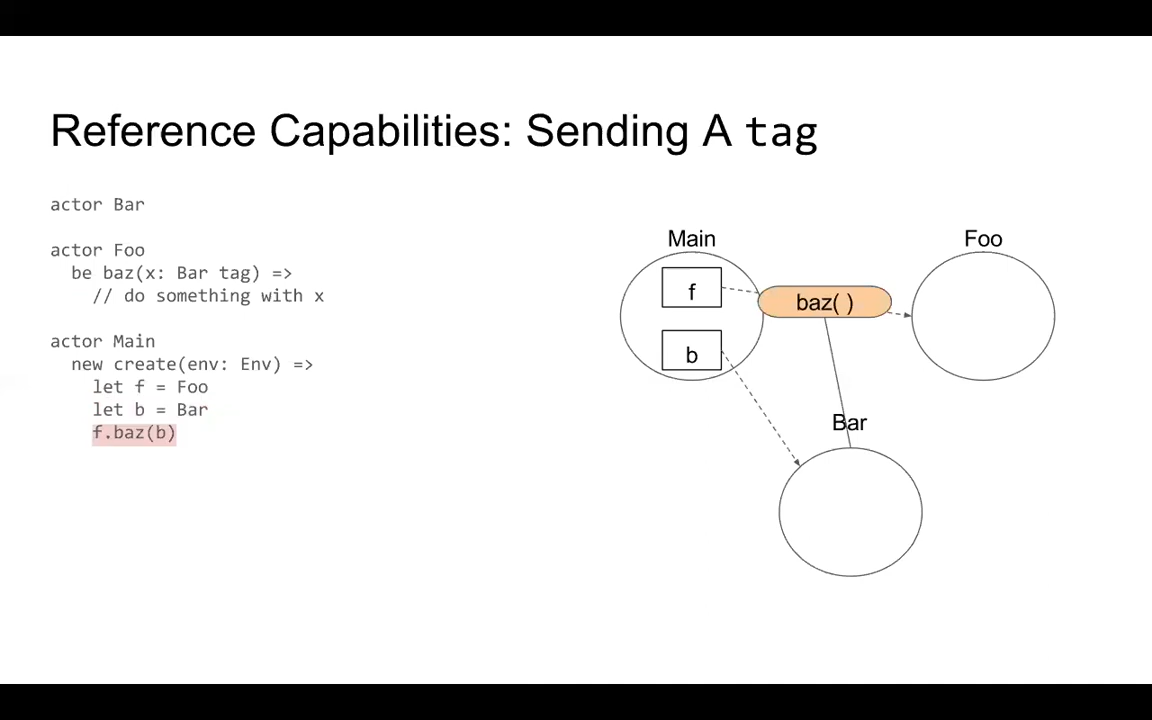 Reference Capabilities: Sending A tag
actor Bar
actor Foo
be baz(x: Bar tag) =>
// do something with x
actor Main
new create(env: Env) =>
let f = Foo
let b = Bar
f.baz(b)
Main
Foo
f
baz( )
b
Bar